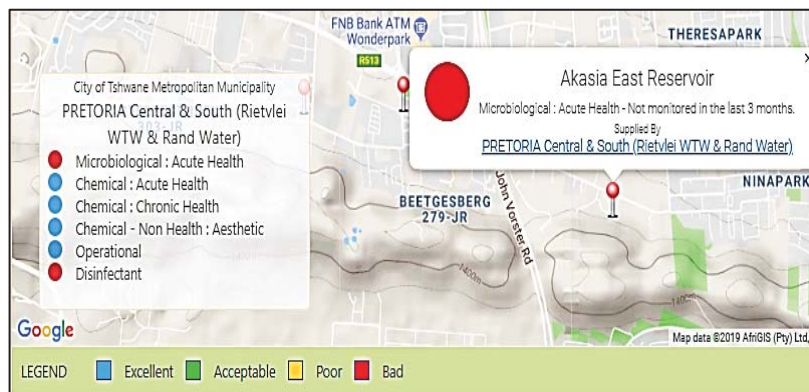 FNB Bank ATM
Wonderpark
R513
THERESAPARK
City of Tshwane Metropolitan Municipality
PRETORIA Central & South (Rietvlei
WTW & Rand Water)
Microbiological : Acute Health
Chemical : Acute Health
Chemical : Chronic Health
Chemical - Non Health : Aesthetic
Operational
Disinfectant
x
Akasia East Reservoir
Microbiological : Acute Health - Not monitored in the last 3 months.
Supplied By
PRETORIA Central & South (Rietvlei WTW & Rand Water)
BEETGESBERG
279-JR
John Vorster Rd
NINAPARK
1400m
1400m
Google
Map data ©2019 AfriGIS (Pty) Ltd,
LEGEND Excellent Acceptable Poor Bad